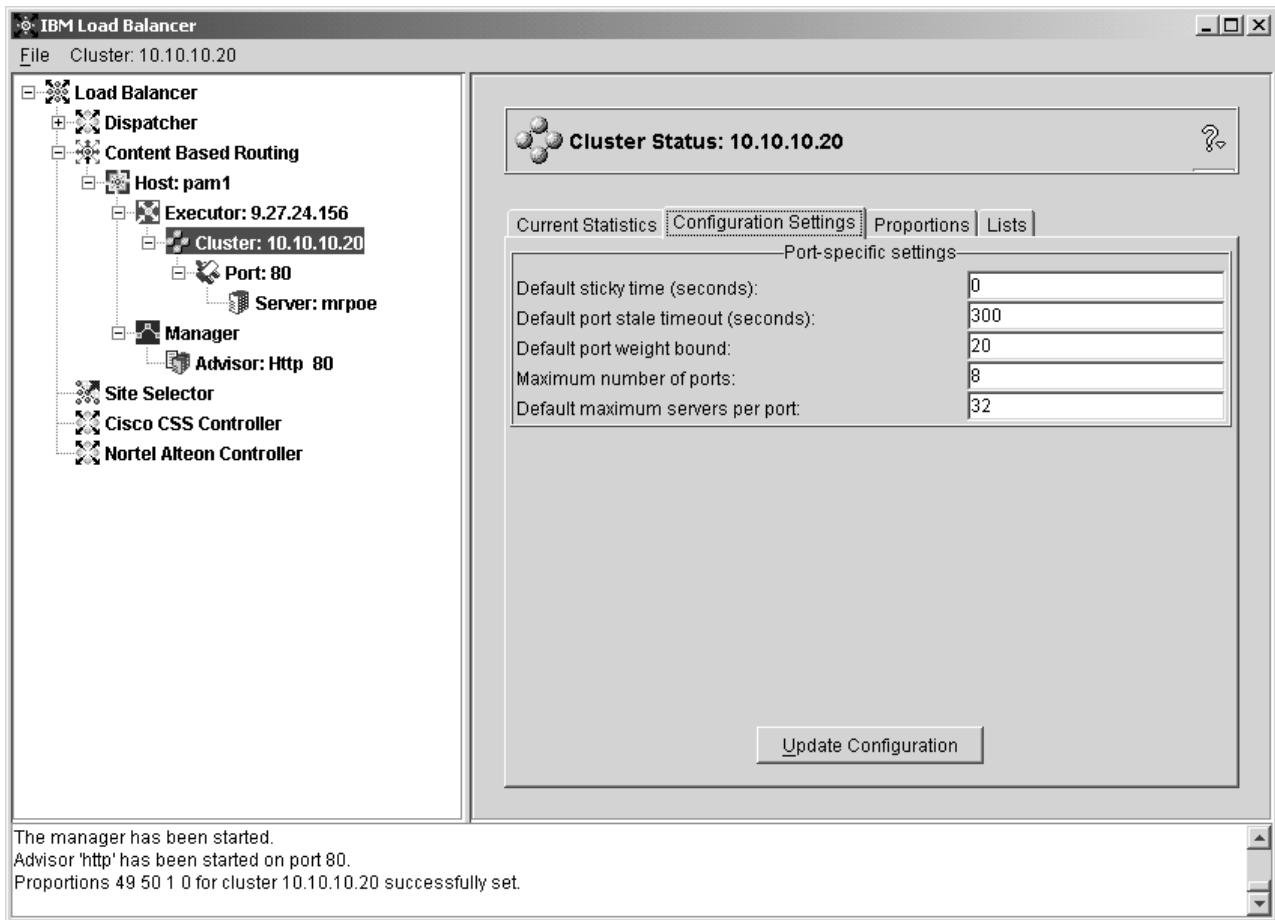 IBM Load Balancer
File Cluster: 10.10.10.20
Load Balancer
Dispatcher
Content Based Routing
Host: pam1
Executor: 9.27.24.156
Cluster: 10.10.10.20
Port: 80
Server: mrpoe
Manager
Advisor: Http 80
Site Selector
Cisco CSS Controller
Nortel Alteon Controller
Cluster Status: 10.10.10.20
?
Current Statistics Configuration Settings Proportions Lists
Port-specific settings
Default sticky time (seconds): 0
Default port stale timeout (seconds): 300
Default port weight bound: 20
Maximum number of ports: 8
Default maximum servers per port: 32
Update Configuration
The manager has been started.
Advisor 'http' has been started on port 80.
Proportions 49 50 1 0 for cluster 10.10.10.20 successfully set.